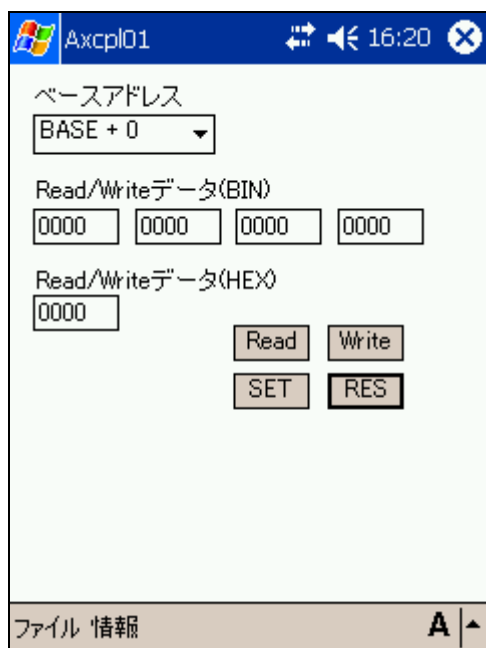 Axcpl01 16:20
ベースアドレス
BASE + 0
Read/Writeデータ(BIN)
0000 0000 0000 0000
Read/Writeデータ(HEX)
0000
Read Write
SET RES
ファイル 情報 A